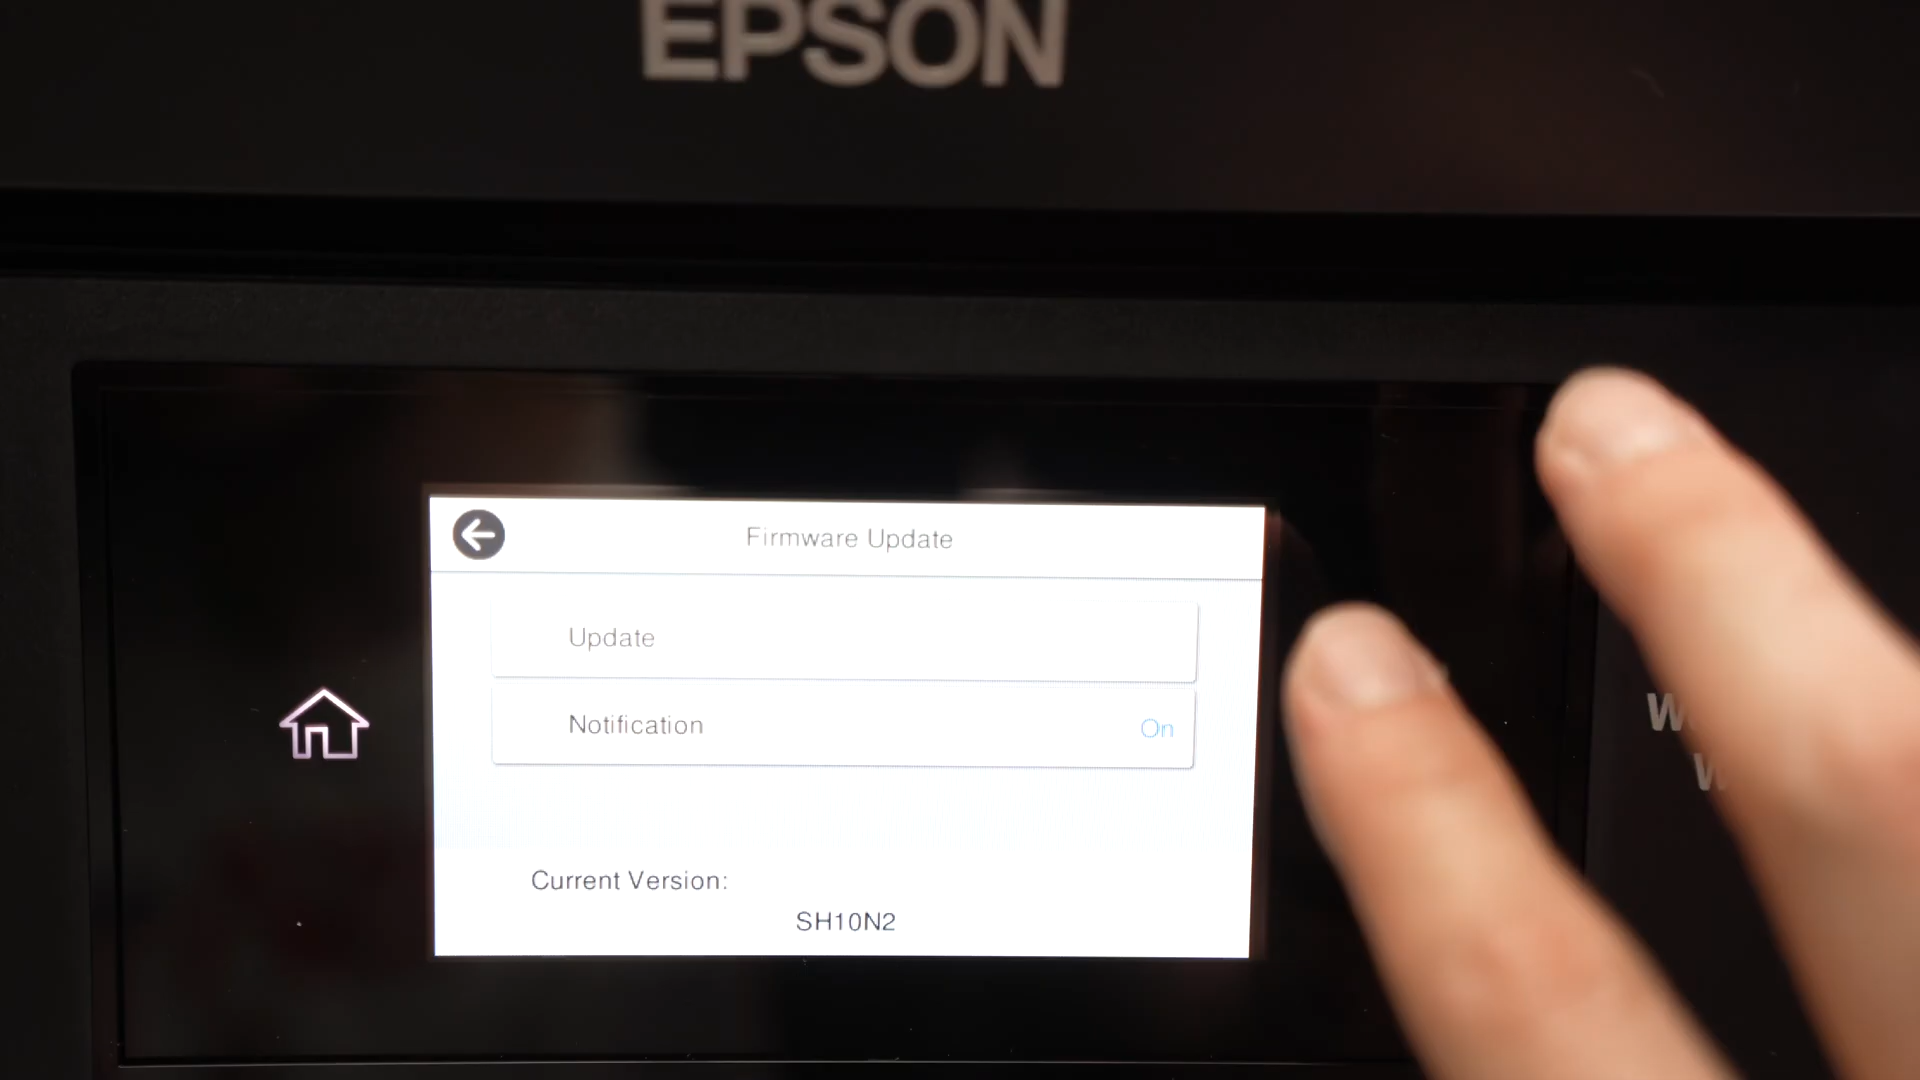 EPSON
Firmware Update
Update
Notification On
Current Version:
SH10N2